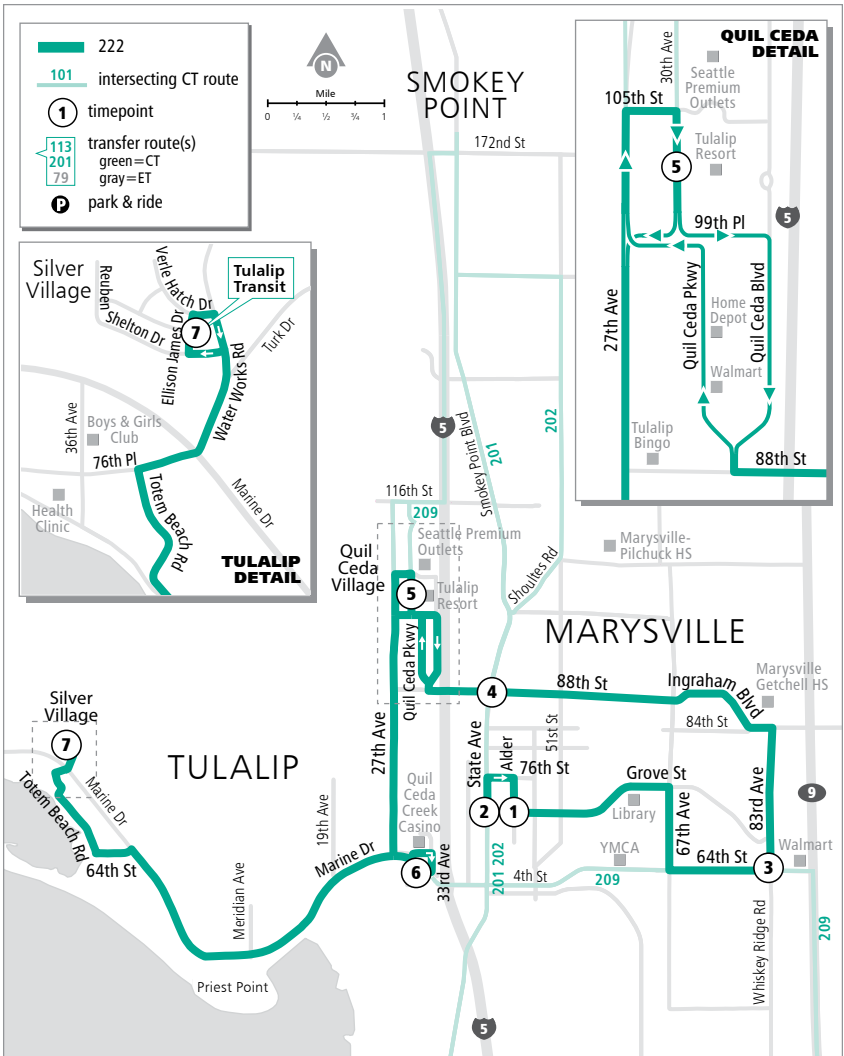 222
101
intersecting CT route
1
timepoint
113
201
79
transfer route(s)
green=CT
gray=ET
P
park & ride
N
Mile
0 ¼ ½ ¾ 1
SMOKEY
POINT
172nd St
QUIL CEDA
DETAIL
30th Ave
Seattle
Premium
Outlets
105th St
Tulalip
Resort
5
5
99th Pl
27th Ave
Quil Ceda Pkwy
Quil Ceda Blvd
Home
Depot
Walmart
Tulalip
Bingo
88th St
Silver
Village
Reuben
Shelton Dr
Verle Hatch Dr
Tulalip
Transit
7
Ellison James Dr
Turk Dr
Water Works Rd
36th Ave
Boys & Girls
Club
76th Pl
Totem Beach Rd
Marine Dr
Health
Clinic
TULALIP
DETAIL
5
Smokey Point Blvd
201
202
116th St
209
Seattle Premium
Outlets
Quil
Ceda
Village
5
Tulalip
Resort
Quil Ceda Pkwy
Shoultes Rd
Marysville-
Pilchuck HS
MARYSVILLE
4
88th St
Ingraham Blvd
Marysville
Getchell HS
84th St
51st St
State Ave
Alder
76th St
2
1
Grove St
Library
67th Ave
83rd Ave
9
Silver
Village
7
TULALIP
27th Ave
Totem Beach Rd
Marine Dr
64th St
19th Ave
Meridian Ave
Marine Dr
Quil
Ceda
Creek
Casino
6
33rd Ave
201 202
4th St
YMCA
209
64th St
3
Walmart
Whiskey Ridge Rd
209
Priest Point
5